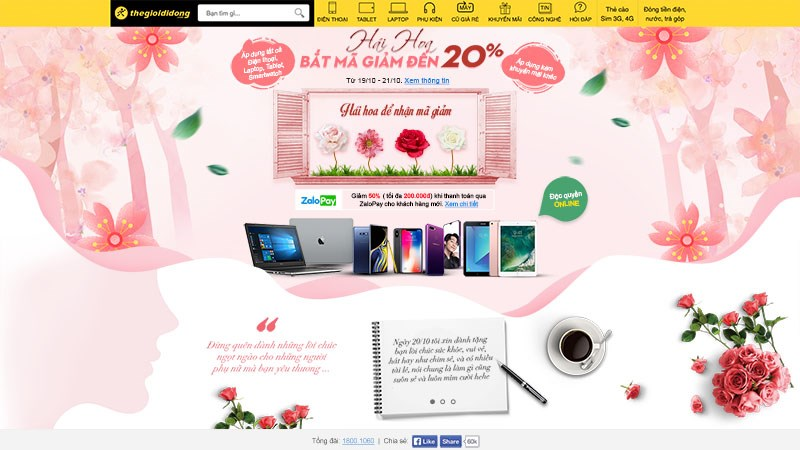 thegioididong
Bạn tìm gì...
ĐIỆN THOẠI
TABLET
LAPTOP
PHỤ KIỆN
MÁY
CŨ GIÁ RẺ
KHUYẾN MÃI
TIN
CÔNG NGHỆ
HỎI ĐÁP
Thẻ cào
Sim 3G, 4G
Đóng tiền điện,
nước, trả góp
Áp dụng tất cả
Điện thoại,
Laptop, Tablet,
Smartwatch
Hái Hoa
BẮT MÃ GIẢM ĐẾN 20%
Từ 19/10 - 21/10. Xem thông tin
Áp dụng kèm
khuyến mại khác
Hái hoa để nhận mã giảm
ZaloPay
Giảm 50% ( tối đa 200.000đ) khi thanh toán qua
ZaloPay cho khách hàng mới. Xem chi tiết
Độc quyền
ONLINE
Đừng quên dành những lời chúc
ngọt ngào cho những người
phụ nữ mà bạn yêu thương ...
Ngày 20/10 tôi xin dành tặng
bạn lời chúc sức khỏe, vui vẻ,
hát hay như chim sẻ, và có nhiều
tài lẻ, nói chung là làm gì cũng
suôn sẻ và luôn mỉm cười hehe
Tổng đài: 1800.1060 | Chia sẻ: Like Share 60k